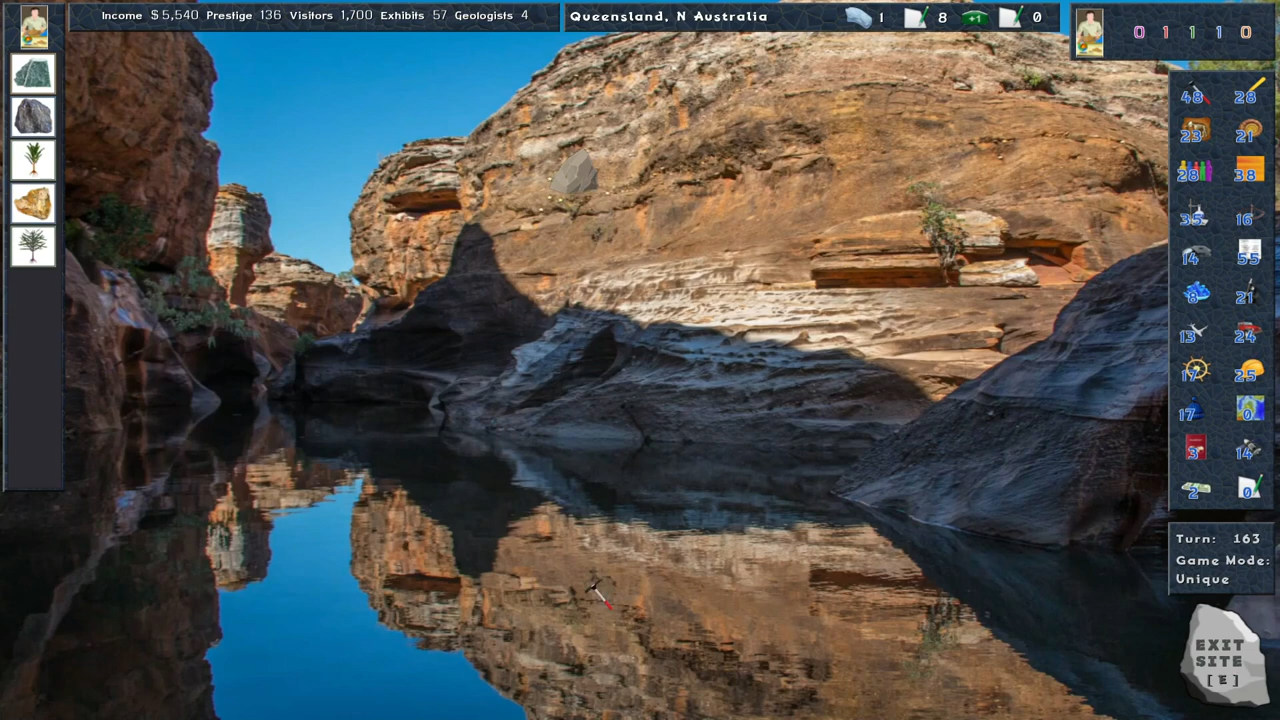 Income $5,540 Prestige 136 Visitors 1,700 Exhibits 57 Geologists 4
Queensland, N Australia 1 8 +1 0
0 1 1 1 0
48 28
23 21
28 38
35 16
14 55
8 21
13 24
17 25
17 0
3 14
2 0
Turn: 163
Game Mode:
Unique
EXIT
SITE
[E]